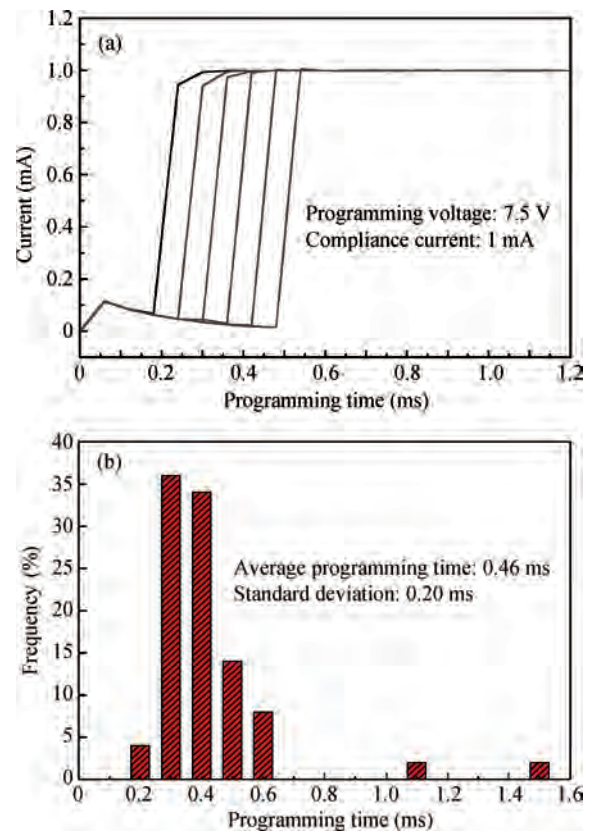 (a)
1.2
1.0
0.8
0.6
0.4
0.2
0
Current (mA)
Programming voltage: 7.5 V
Compliance current: 1 mA
0 0.2 0.4 0.6 0.8 1.0 1.2
Programming time (ms)
(b)
40
35
30
25
20
15
10
5
0
Frequency (%)
Average programming time: 0.46 ms
Standard deviation: 0.20 ms
0 0.2 0.4 0.6 0.8 1.0 1.2 1.4 1.6
Programming time (ms)